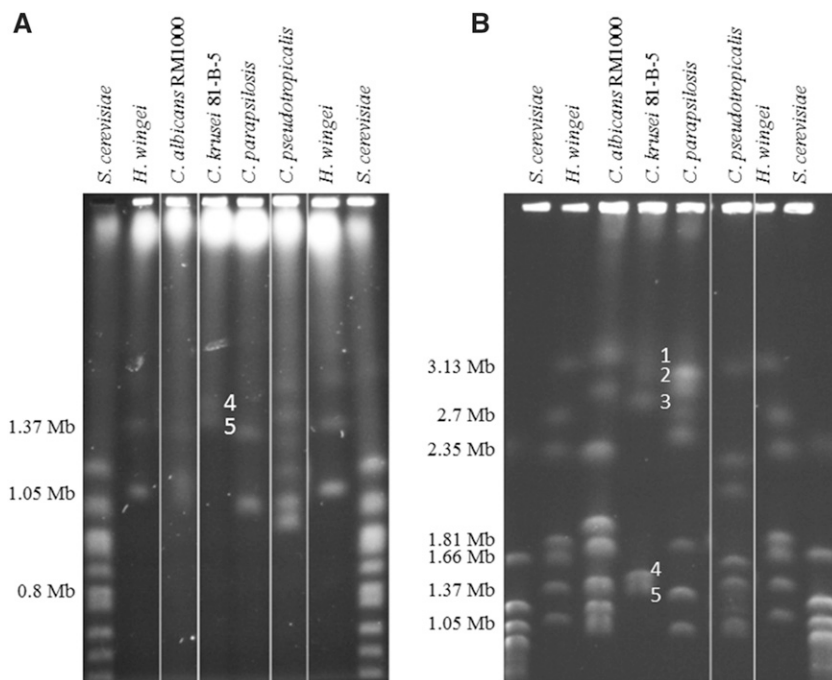 A
S. cerevisiae
H. wingei
C. albicans RM1000
C. krusei 81-B-5
C. parapsilosis
C. pseudotropicalis
H. wingei
S. cerevisiae
4
1.37 Mb
5
1.05 Mb
0.8 Mb
B
S. cerevisiae
H. wingei
C. albicans RM1000
C. krusei 81-B-5
C. parapsilosis
C. pseudotropicalis
H. wingei
S. cerevisiae
1
3.13 Mb
2
2.7 Mb
3
2.35 Mb
1.81 Mb
1.66 Mb
4
1.37 Mb
5
1.05 Mb